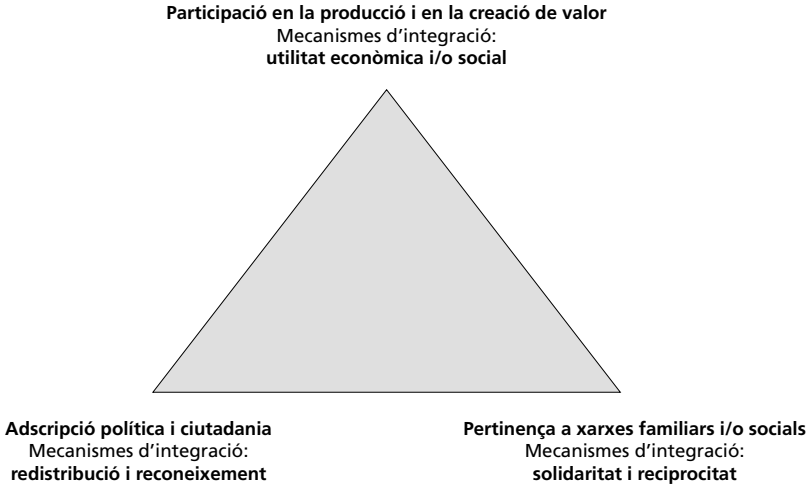 Participació en la producció i en la creació de valor
Mecanismes d’integració:
utilitat econòmica i/o social
Adscripció política i ciutadania
Mecanismes d’integració:
redistribució i reconeixement
Pertinença a xarxes familiars i/o socials
Mecanismes d’integració:
solidaritat i reciprocitat